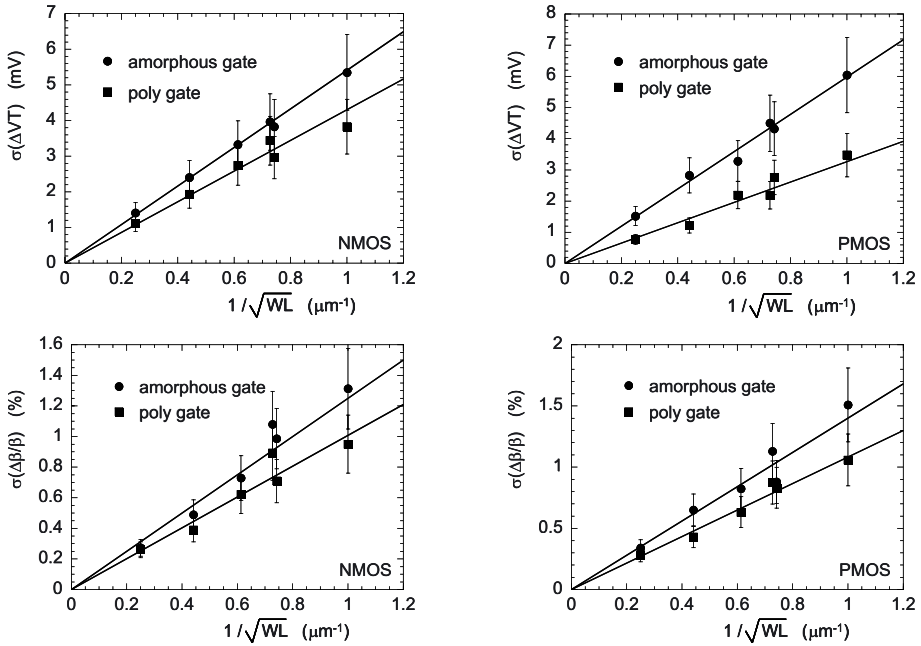 7
6
5
4
3
2
1
0
σ(ΔVT) (mV)
amorphous gate
poly gate
NMOS
0 0.2 0.4 0.6 0.8 1 1.2
1/√WL (μm-1)
8
7
6
5
4
3
2
1
0
σ(ΔVT) (mV)
amorphous gate
poly gate
PMOS
0 0.2 0.4 0.6 0.8 1 1.2
1/√WL (μm-1)
1.6
1.4
1.2
1
0.8
0.6
0.4
0.2
0
σ(Δβ/β) (%)
amorphous gate
poly gate
NMOS
0 0.2 0.4 0.6 0.8 1 1.2
1/√WL (μm-1)
2
1.5
1
0.5
0
σ(Δβ/β) (%)
amorphous gate
poly gate
PMOS
0 0.2 0.4 0.6 0.8 1 1.2
1/√WL (μm-1)